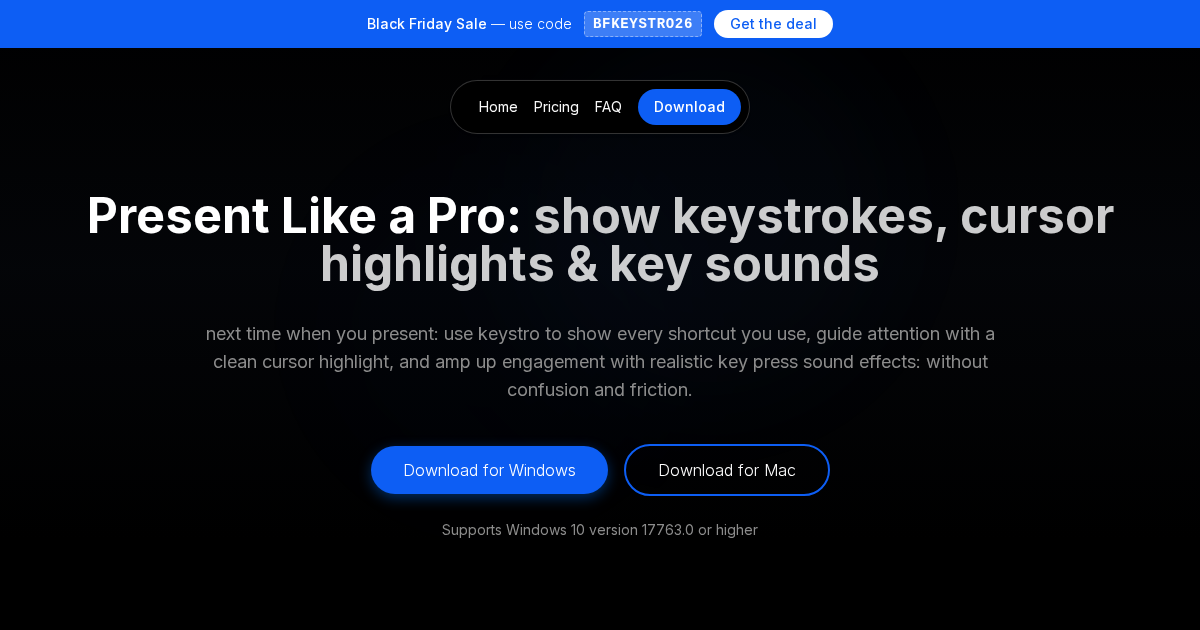 Black Friday Sale — use code BFKEYSTRO26 Get the deal
Home Pricing FAQ Download
Present Like a Pro: show keystrokes, cursor
highlights & key sounds
next time when you present: use keystro to show every shortcut you use, guide attention with a
clean cursor highlight, and amp up engagement with realistic key press sound effects: without
confusion and friction.
Download for Windows Download for Mac
Supports Windows 10 version 17763.0 or higher